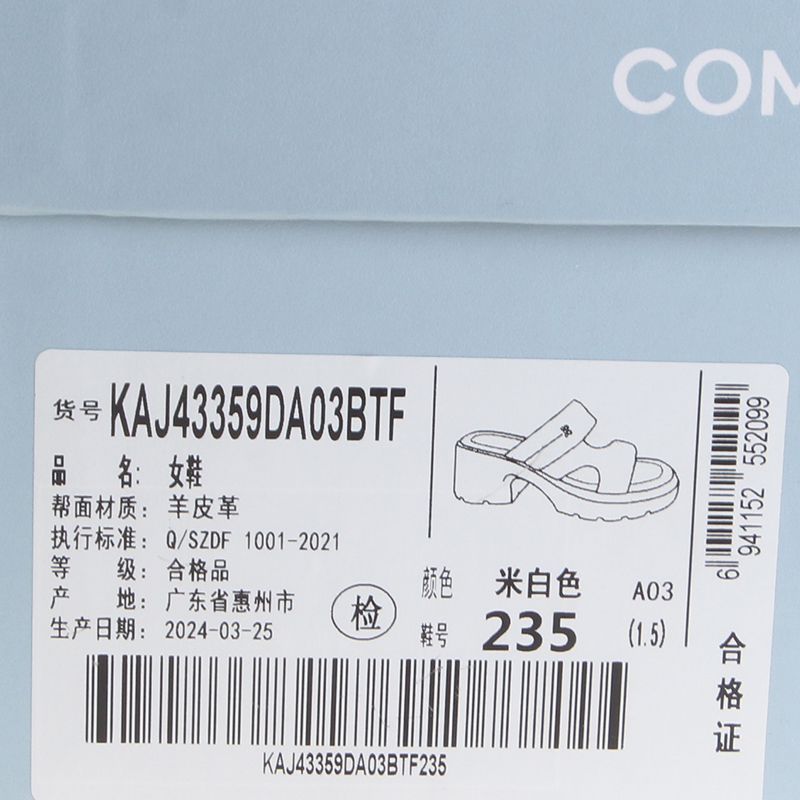 COM
货号 KAJ43359DA03BTF
品 名: 女鞋
帮面材质: 羊皮革
执行标准: Q/SZDF 1001-2021
等 级: 合格品
产 地: 广东省惠州市
生产日期: 2024-03-25
检
颜色 米白色 A03
鞋号 235 (1.5)
KAJ43359DA03BTF235
6 941152 552099
合格证